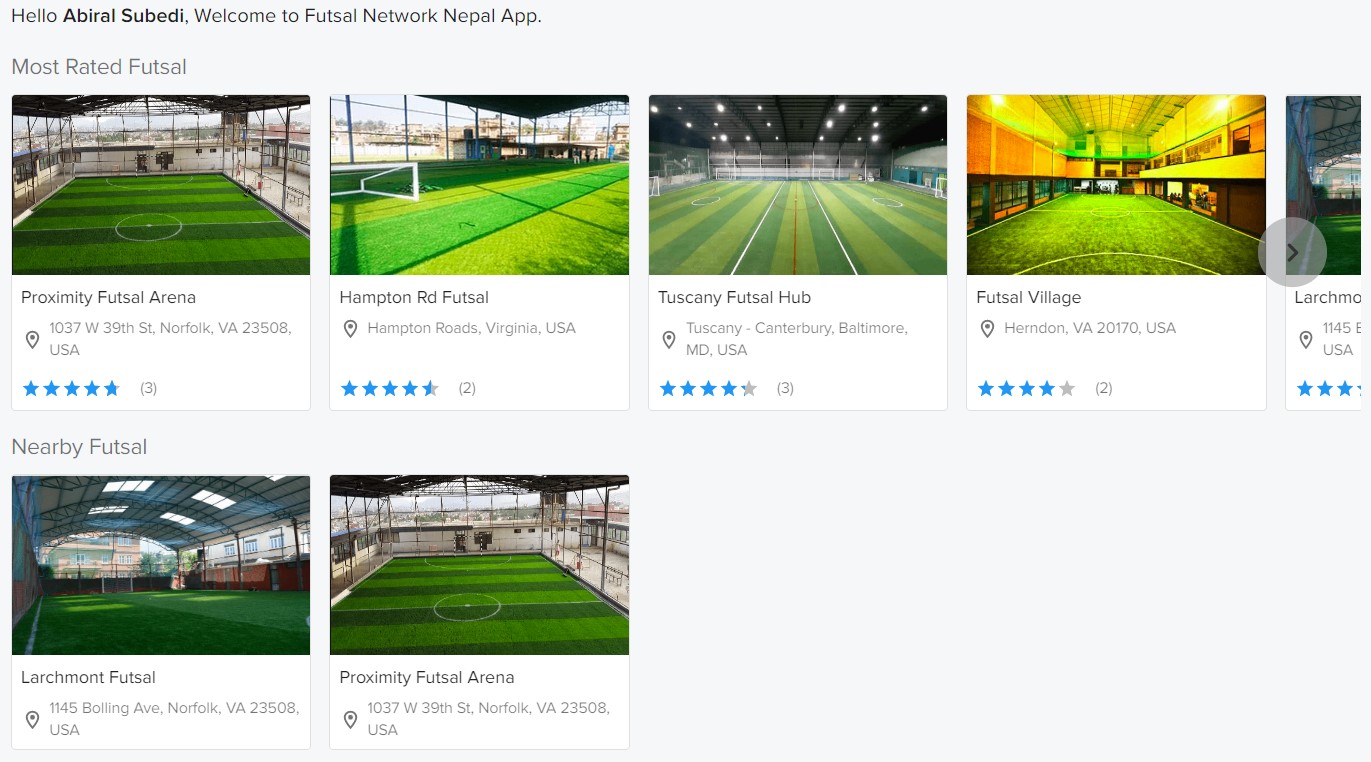 Hello Abiral Subedi, Welcome to Futsal Network Nepal App.
Most Rated Futsal
Proximity Futsal Arena
1037 W 39th St, Norfolk, VA 23508,
USA
(3)
Hampton Rd Futsal
Hampton Roads, Virginia, USA
(2)
Tuscany Futsal Hub
Tuscany - Canterbury, Baltimore,
MD, USA
(3)
Futsal Village
Herndon, VA 20170, USA
(2)
Larchmo
1145 B
USA
Nearby Futsal
Larchmont Futsal
1145 Bolling Ave, Norfolk, VA 23508,
USA
Proximity Futsal Arena
1037 W 39th St, Norfolk, VA 23508,
USA